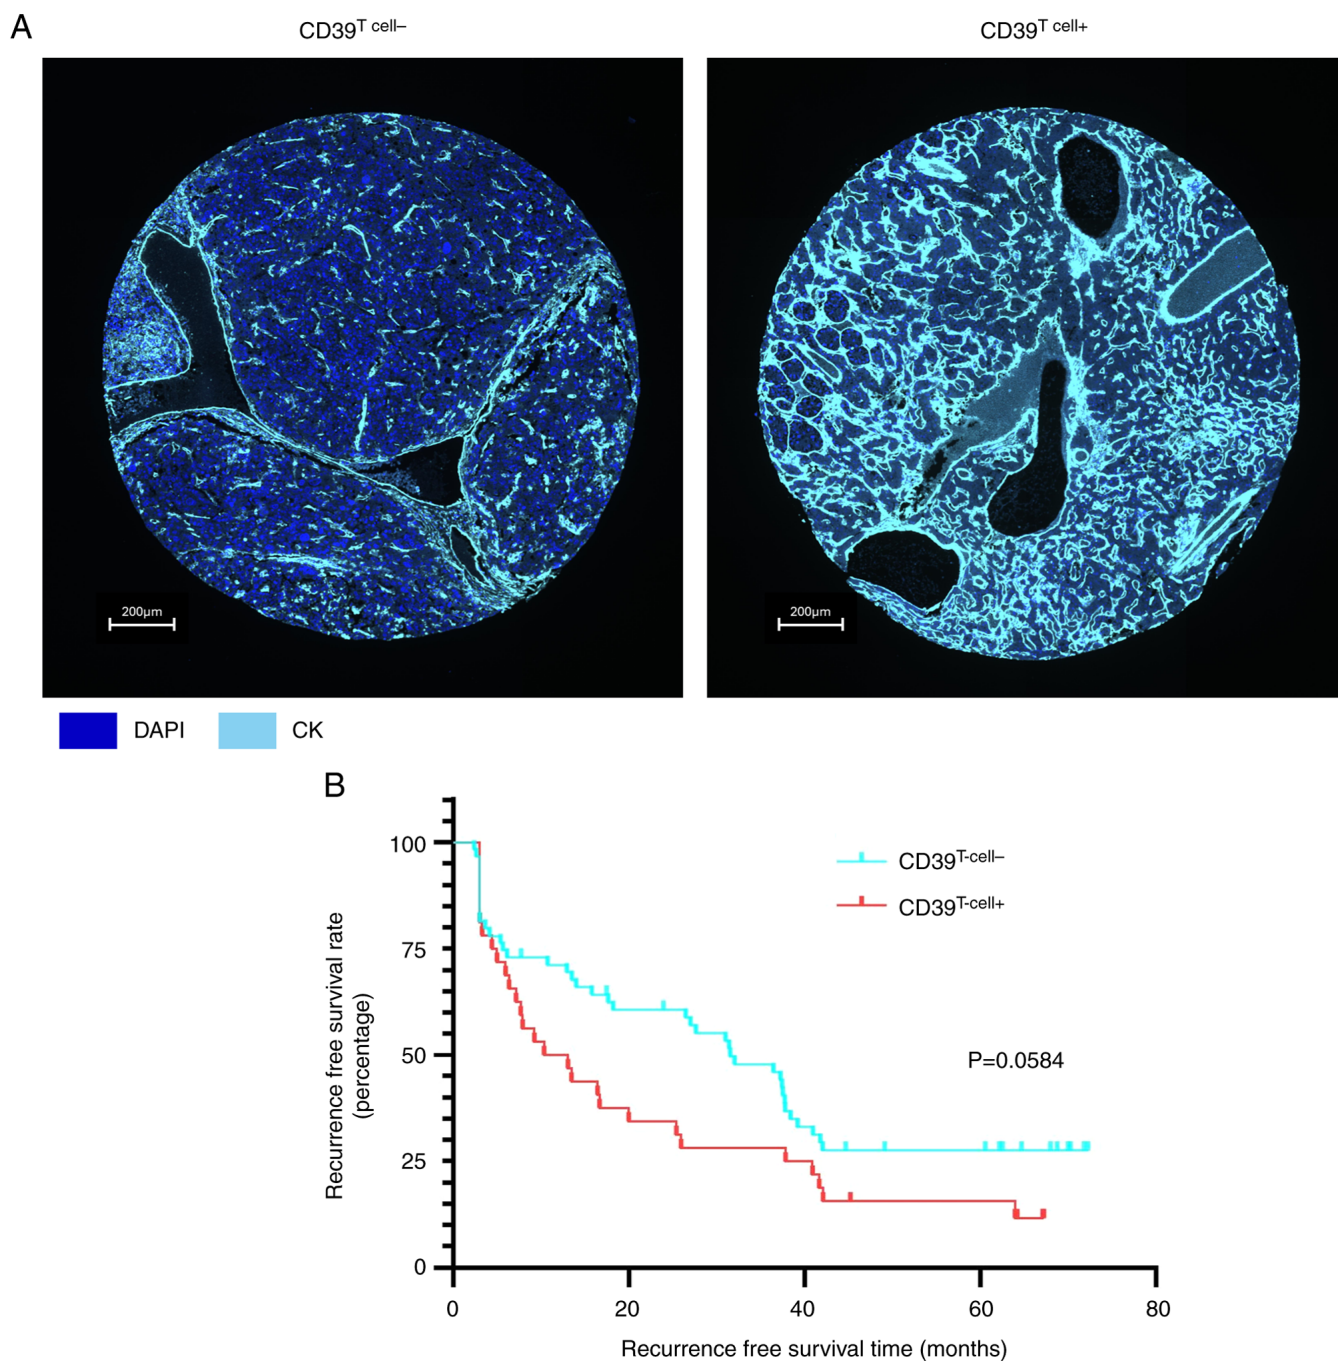 A
CD39T cell–
CD39T cell+
200µm
200µm
DAPI
CK
B
100
75
50
25
0
Recurrence free survival rate
(percentage)
CD39T-cell–
CD39T-cell+
P=0.0584
0
20
40
60
80
Recurrence free survival time (months)